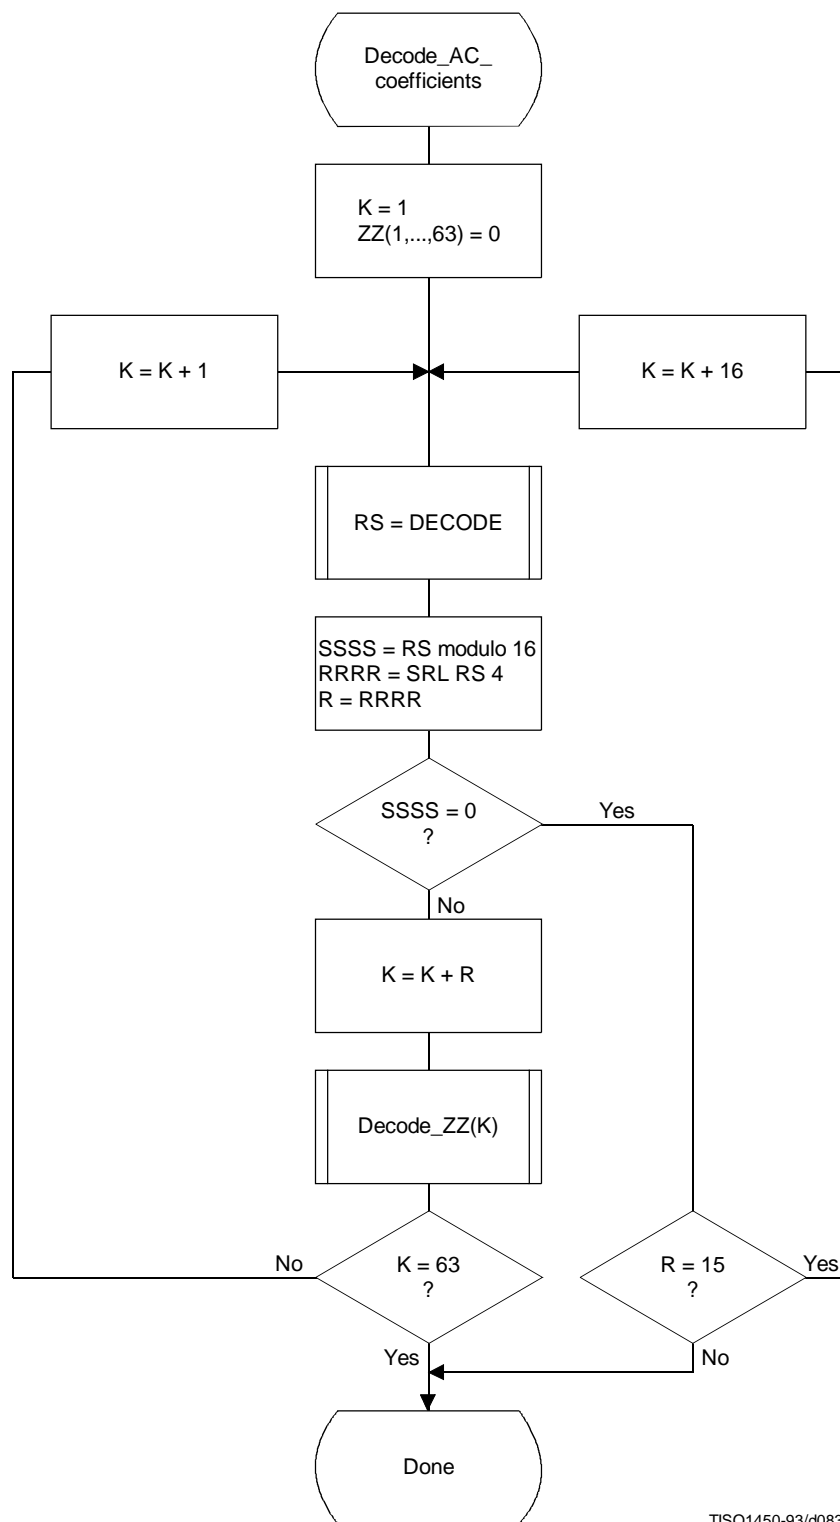 Decode_AC_
coefficients
K = 1
ZZ(1,...,63) = 0
K = K + 1
K = K + 16
RS = DECODE
SSSS = RS modulo 16
RRRR = SRL RS 4
R = RRRR
SSSS = 0
?
Yes
No
K = K + R
Decode_ZZ(K)
No
K = 63
?
R = 15
?
Yes
Yes
No
Done